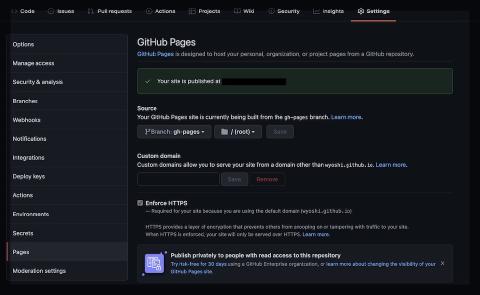 Code Issues Pull requests Actions Projects Wiki Security Insights Settings
Options
Manage access
Security & analysis
Branches
Webhooks
Notifications
Integrations
Deploy keys
Actions
Environments
Secrets
Pages
Moderation settings
GitHub Pages
GitHub Pages is designed to host your personal, organization, or project pages from a GitHub repository.
Your site is published at
Source
Your GitHub Pages site is currently being built from the gh-pages branch. Learn more.
Branch: gh-pages / (root) Save
Custom domain
Custom domains allow you to serve your site from a domain other than wyoshi.github.io. Learn more.
Save Remove
Enforce HTTPS
— Required for your site because you are using the default domain (wyoshi.github.io)
HTTPS provides a layer of encryption that prevents others from snooping on or tampering with traffic to your site.
When HTTPS is enforced, your site will only be served over HTTPS. Learn more.
Publish privately to people with read access to this repository
Try risk-free for 30 days using a GitHub Enterprise organization, or learn more about changing the visibility of your
GitHub Pages site.